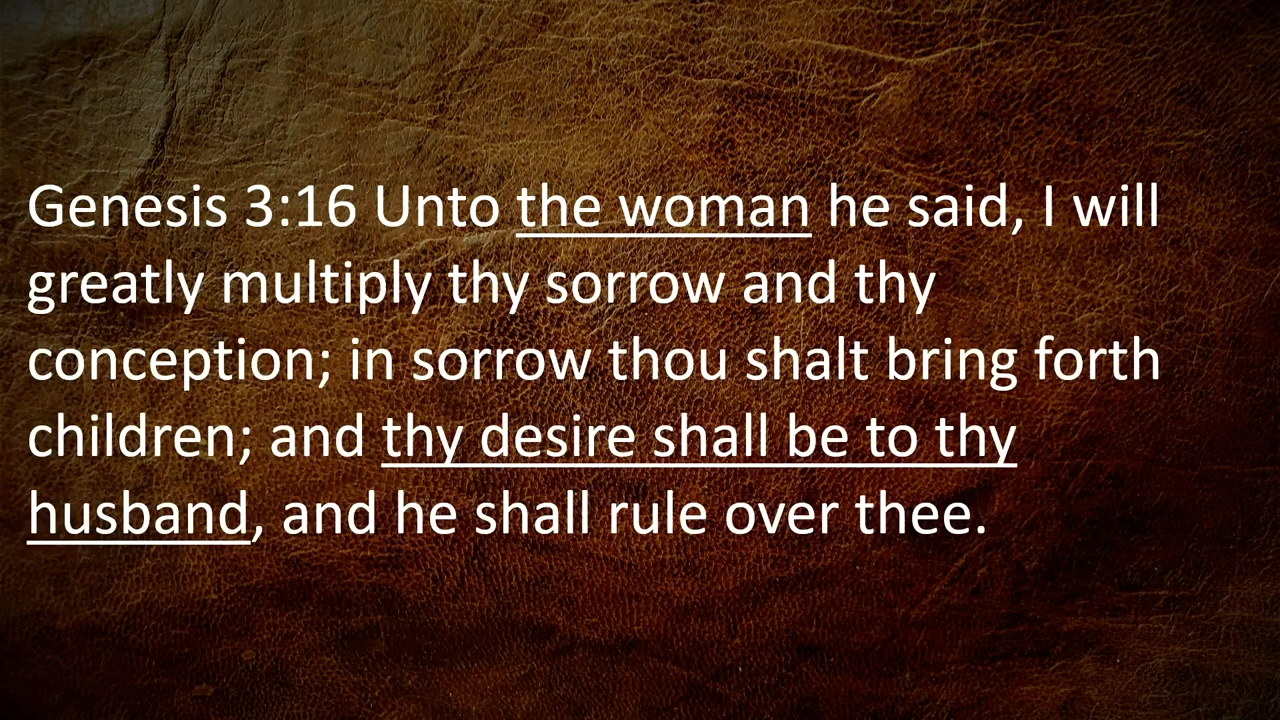 Genesis 3:16 Unto the woman he said, I will
greatly multiply thy sorrow and thy
conception; in sorrow thou shalt bring forth
children; and thy desire shall be to thy
husband, and he shall rule over thee.